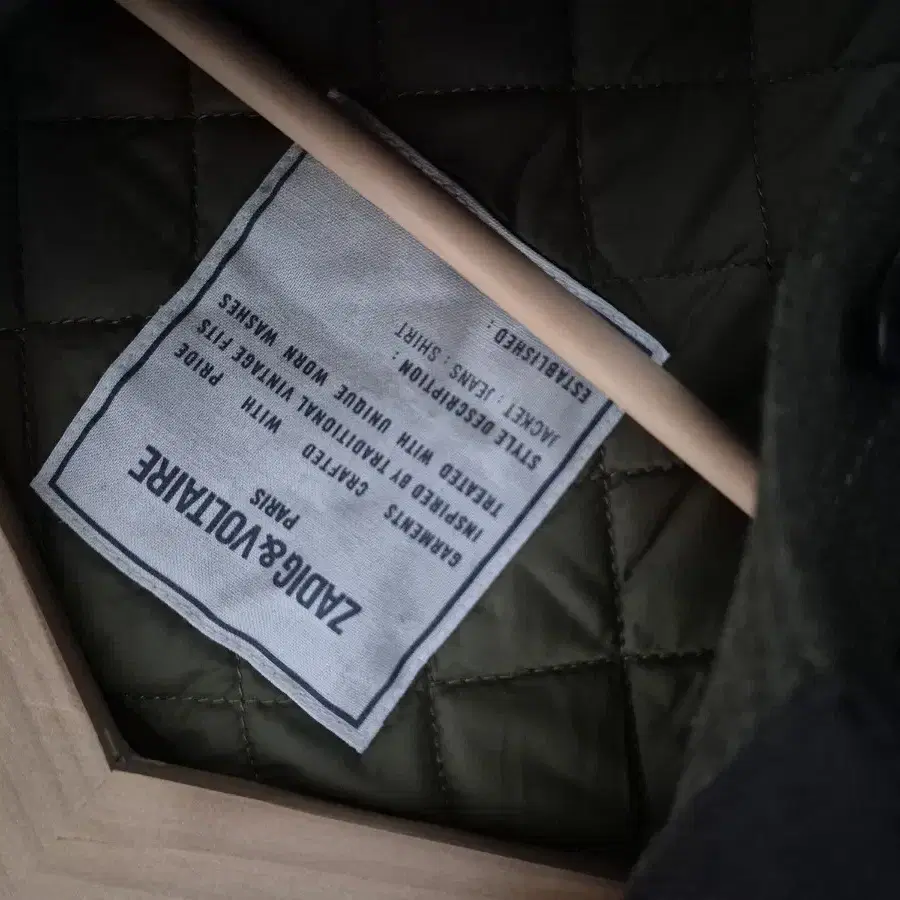 ZADIG&VOLTAIRE
PARIS
CRAFTED WITH PRIDE
GARMENTS
INSPIRED BY TRADITIONAL VINTAGE FITS
TREATED WITH UNIQUE WORN WASHES
STYLE DESCRIPTION :
JACKET : JEANS : SHIRT
ESTABLISHED :